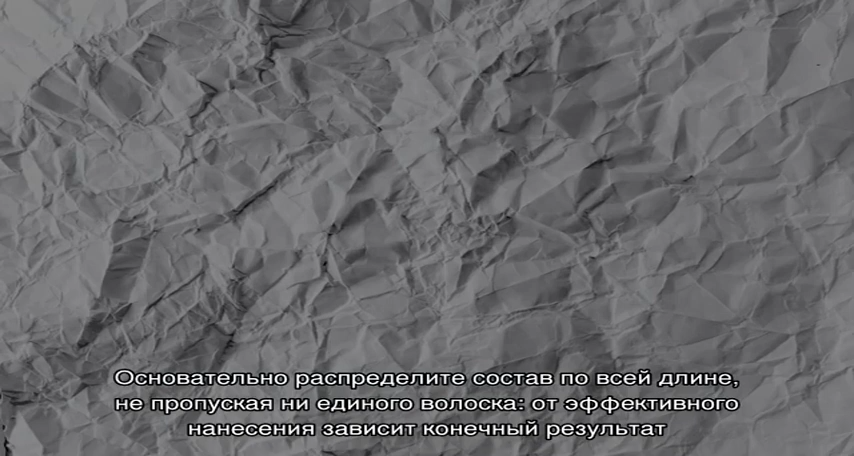 Основательно распределите состав по всей длине,
не пропуская ни единого волоска: от эффективного
нанесения зависит конечный результат